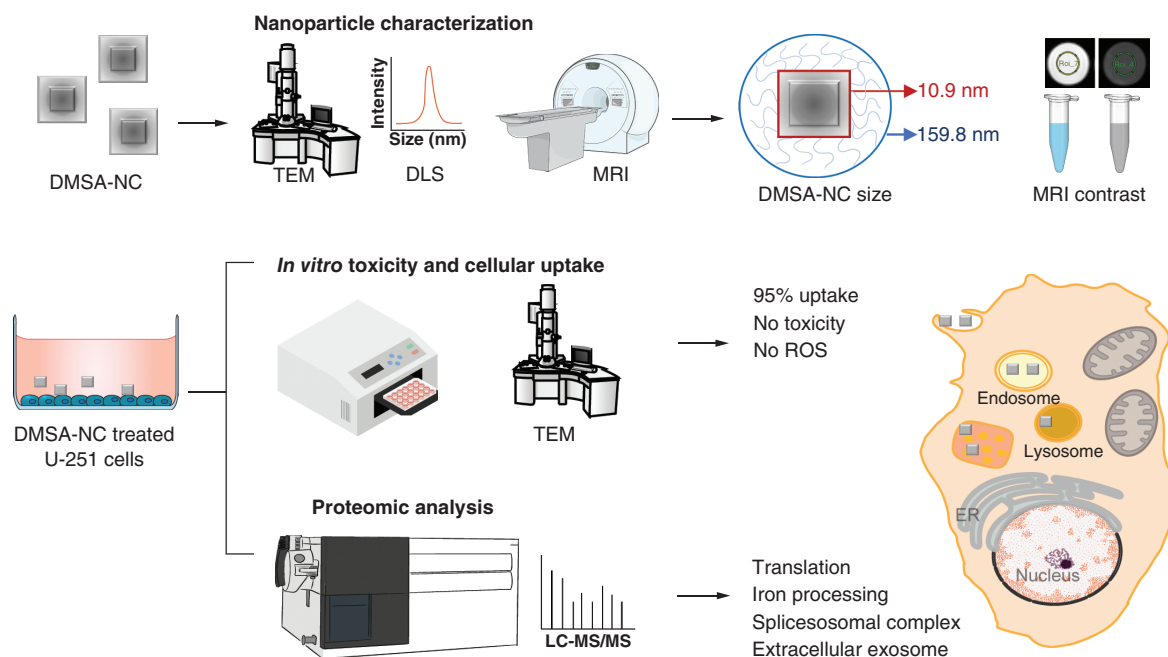 Nanoparticle characterization
DMSA-NC
TEM
Intensity
Size (nm)
DLS
MRI
10.9 nm
159.8 nm
DMSA-NC size
Roi_7
MRI contrast
In vitro toxicity and cellular uptake
TEM
95% uptake
No toxicity
No ROS
DMSA-NC treated
U-251 cells
Proteomic analysis
LC-MS/MS
Translation
Iron processing
Splicesosomal complex
Extracellular exosome
Endosome
Lysosome
ER
Nucleus